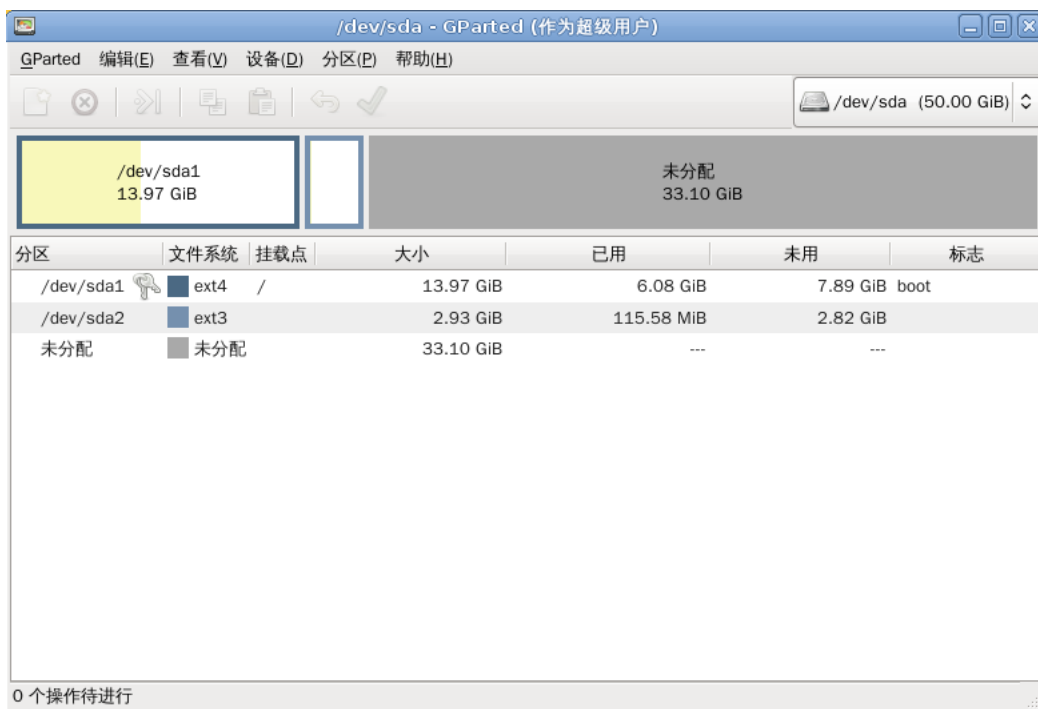 /dev/sda - GParted (作为超级用户)
GParted 编辑(E) 查看(V) 设备(D) 分区(P) 帮助(H)
/dev/sda (50.00 GiB)
/dev/sda1
13.97 GiB
未分配
33.10 GiB
分区 文件系统 挂载点 大小 已用 未用 标志
/dev/sda1 ext4 / 13.97 GiB 6.08 GiB 7.89 GiB boot
/dev/sda2 ext3 2.93 GiB 115.58 MiB 2.82 GiB
未分配 未分配 33.10 GiB --- ---
0 个操作待进行